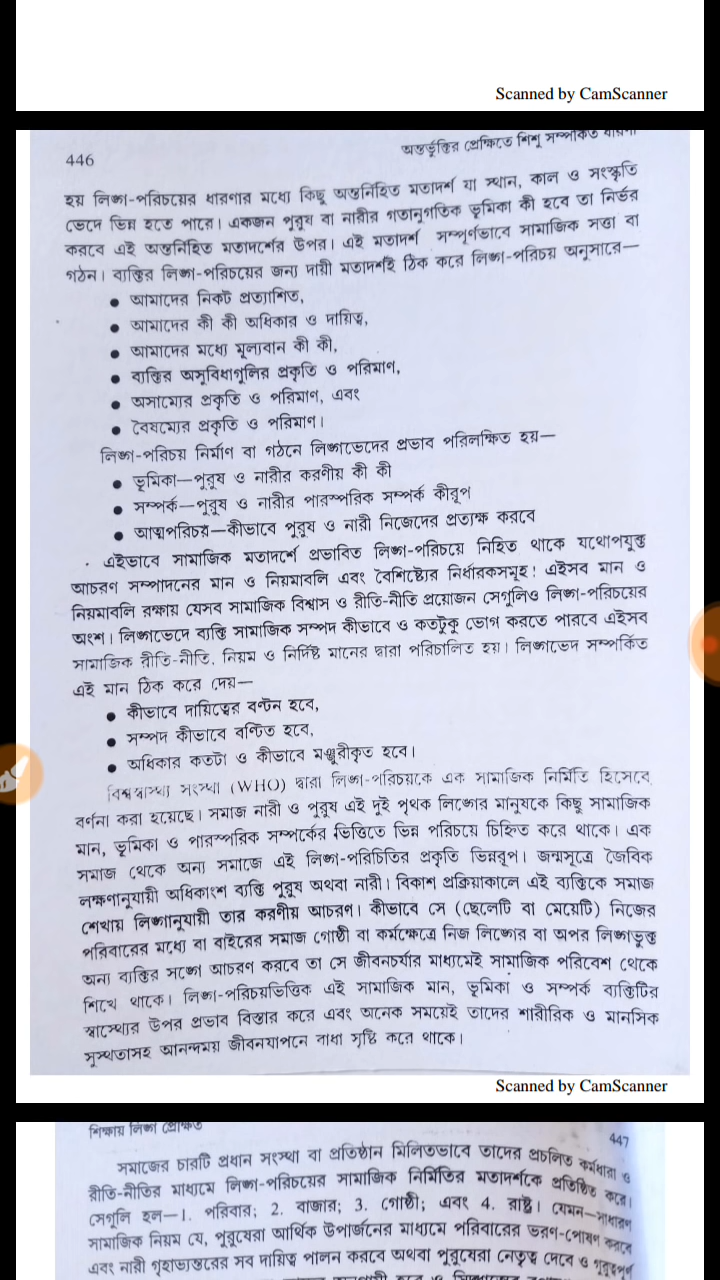 Scanned by CamScanner
446
অন্তর্ভুক্তির প্রেক্ষিতে শিশু সম্পর্কিত ধারণা
হয় লিঙ্গ-পরিচয়ের ধারণার মধ্যে কিছু অন্তর্নিহিত মতাদর্শ যা স্থান, কাল ও সংস্কৃতি
ভেদে ভিন্ন হতে পারে। একজন পুরুষ বা নারীর গতানুগতিক ভূমিকা কী হবে তা নির্ভর
করবে এই অন্তর্নিহিত মতাদর্শের উপর। এই মতাদর্শ সম্পূর্ণভাবে সামাজিক সত্তা বা
গঠন। ব্যক্তির লিঙ্গ-পরিচয়ের জন্য দায়ী মতাদর্শই ঠিক করে লিঙ্গ-পরিচয় অনুসারে—
● আমাদের নিকট প্রত্যাশিত,
● আমাদের কী কী অধিকার ও দায়িত্ব,
● আমাদের মধ্যে মূল্যবান কী কী,
● ব্যক্তির অসুবিধাগুলির প্রকৃতি ও পরিমাণ,
● অসাম্যের প্রকৃতি ও পরিমাণ, এবং
● বৈষম্যের প্রকৃতি ও পরিমাণ।
লিঙ্গ-পরিচয় নির্মাণ বা গঠনে লিঙ্গভেদের প্রভাব পরিলক্ষিত হয়—
● ভূমিকা—পুরুষ ও নারীর করণীয় কী কী
● সম্পর্ক—পুরুষ ও নারীর পারস্পরিক সম্পর্ক কীরূপ
● আত্মপরিচয়—কীভাবে পুরুষ ও নারী নিজেদের প্রত্যক্ষ করবে
এইভাবে সামাজিক মতাদর্শে প্রভাবিত লিঙ্গ-পরিচয়ে নিহিত থাকে যথোপযুক্ত
আচরণ সম্পাদনের মান ও নিয়মাবলি এবং বৈশিষ্ট্যের নির্ধারকসমূহ। এইসব মান ও
নিয়মাবলি রক্ষায় যেসব সামাজিক বিশ্বাস ও রীতি-নীতি প্রয়োজন সেগুলিও লিঙ্গ-পরিচয়ের
অংশ। লিঙ্গভেদে ব্যক্তি সামাজিক সম্পদ কীভাবে ও কতটুকু ভোগ করতে পারবে এইসব
সামাজিক রীতি-নীতি, নিয়ম ও নির্দিষ্ট মানের দ্বারা পরিচালিত হয়। লিঙ্গভেদ সম্পর্কিত
এই মান ঠিক করে দেয়—
● কীভাবে দায়িত্বের বণ্টন হবে,
● সম্পদ কীভাবে বণ্টিত হবে,
● অধিকার কতটা ও কীভাবে মঞ্জুরীকৃত হবে।
বিশ্বস্বাস্থ্য সংস্থা (WHO) দ্বারা লিঙ্গ-পরিচয়কে এক সামাজিক নির্মিতি হিসেবে
বর্ণনা করা হয়েছে। সমাজ নারী ও পুরুষ এই দুই পৃথক লিঙ্গের মানুষকে কিছু সামাজিক
মান, ভূমিকা ও পারস্পরিক সম্পর্কের ভিত্তিতে ভিন্ন পরিচয়ে চিহ্নিত করে থাকে। এক
সমাজ থেকে অন্য সমাজে এই লিঙ্গ-পরিচিতির প্রকৃতি ভিন্নরূপ। জন্মসূত্রে জৈবিক
লক্ষণানুযায়ী অধিকাংশ ব্যক্তি পুরুষ অথবা নারী। বিকাশ প্রক্রিয়াকালে এই ব্যক্তিকে সমাজ
শেখায় লিঙ্গানুযায়ী তার করণীয় আচরণ। কীভাবে সে (ছেলেটি বা মেয়েটি) নিজের
পরিবারের মধ্যে বা বাইরের সমাজ গোষ্ঠী বা কর্মক্ষেত্রে নিজ লিঙ্গের বা অপর লিঙ্গভুক্ত
অন্য ব্যক্তির সঙ্গে আচরণ করবে তা সে জীবনচর্যার মাধ্যমেই সামাজিক পরিবেশ থেকে
শিখে থাকে। লিঙ্গ-পরিচয়ভিত্তিক এই সামাজিক মান, ভূমিকা ও সম্পর্ক ব্যক্তিটির
স্বাস্থ্যের উপর প্রভাব বিস্তার করে এবং অনেক সময়েই তাদের শারীরিক ও মানসিক
সুস্থতাসহ আনন্দময় জীবনযাপনে বাধা সৃষ্টি করে থাকে।
Scanned by CamScanner
শিক্ষায় লিঙ্গ প্রেক্ষিত
447
সমাজের চারটি প্রধান সংস্থা বা প্রতিষ্ঠান মিলিতভাবে তাদের প্রচলিত কর্মধারা ও
রীতি-নীতির মাধ্যমে লিঙ্গ-পরিচয়ের সামাজিক নির্মিতির মতাদর্শকে প্রতিষ্ঠিত করে।
সেগুলি হল—1. পরিবার; 2. বাজার; 3. গোষ্ঠী; এবং 4. রাষ্ট্র। যেমন—সাধারণ
সামাজিক নিয়ম যে, পুরুষেরা আর্থিক উপার্জনের মাধ্যমে পরিবারের ভরণ-পোষণ করবে
এবং নারী গৃহাভ্যন্তরের সব দায়িত্ব পালন করবে অথবা পুরুষেরা নেতৃত্ব দেবে ও